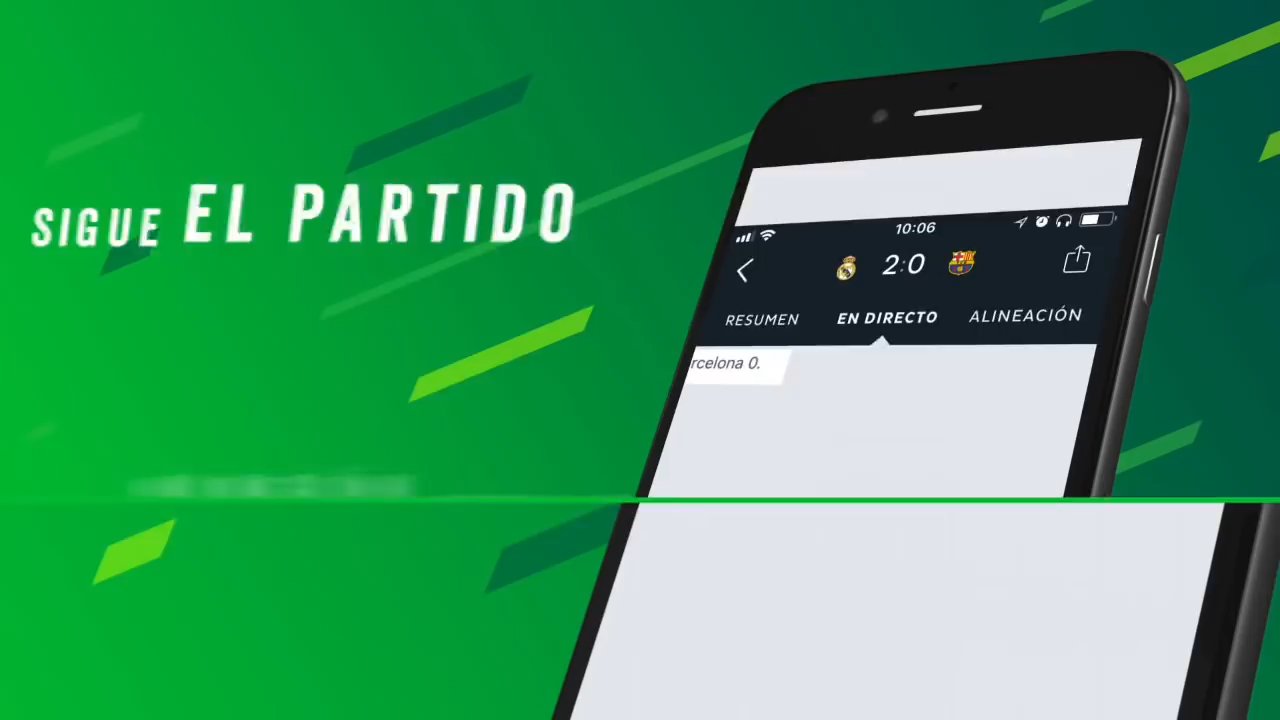 SIGUE EL PARTIDO
10:06
2:0
RESUMEN EN DIRECTO ALINEACIÓN
rcelona 0.